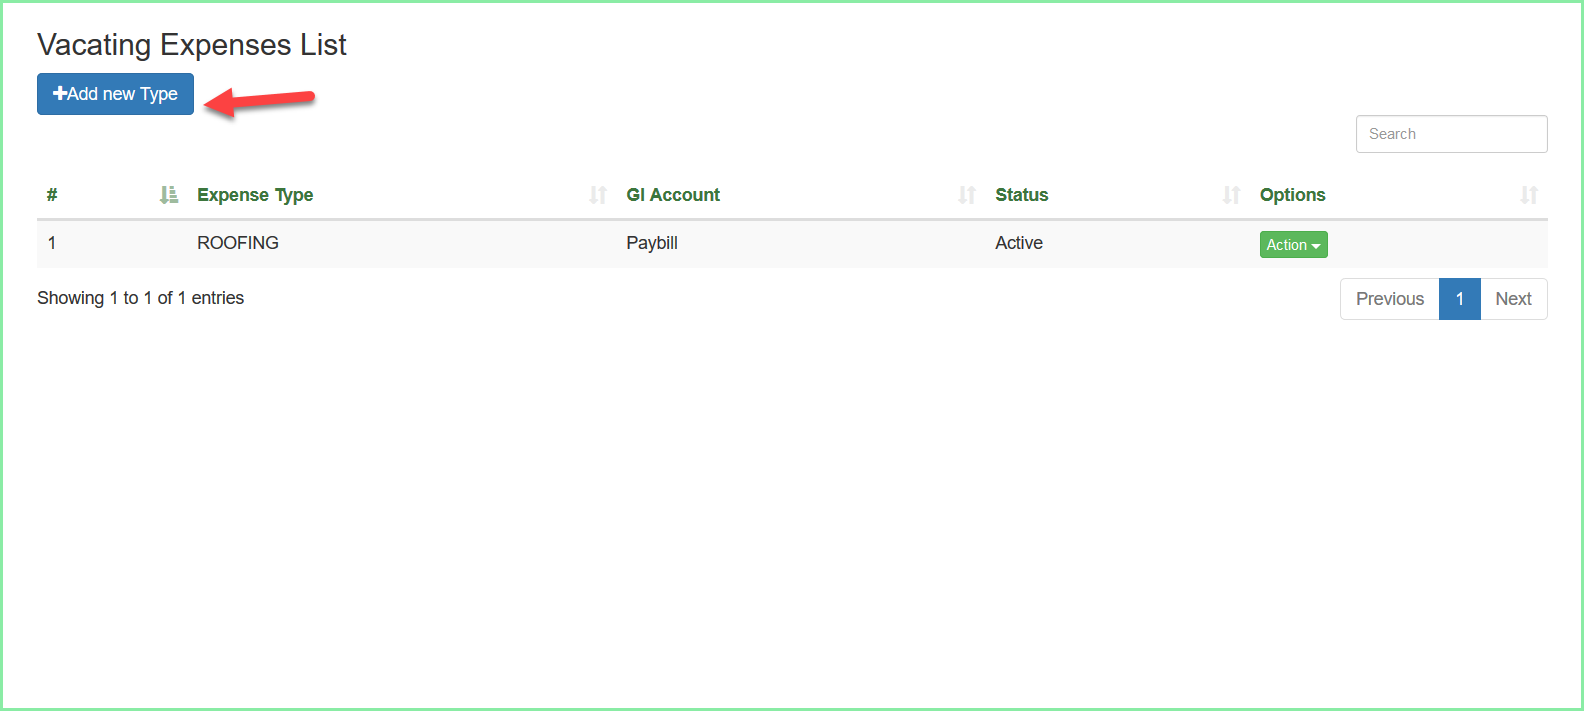 Vacating Expenses List
Add new Type
Search
# Expense Type Gl Account Status Options
1 ROOFING Paybill Active Action
Showing 1 to 1 of 1 entries
Previous 1 Next